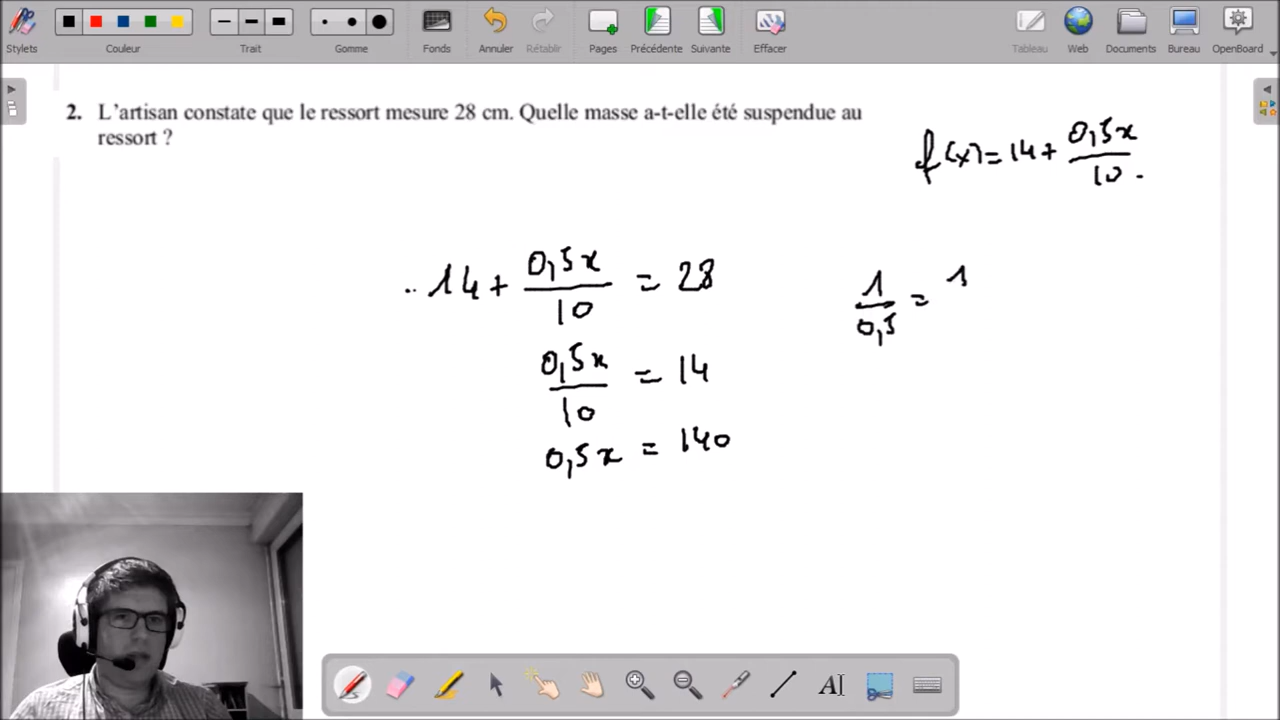 Stylets Couleur Trait Gomme Fonds Annuler Rétablir Pages Précédente Suivante Effacer Tableau Web Documents Bureau OpenBoard
2. L'artisan constate que le ressort mesure 28 cm. Quelle masse a-t-elle été suspendue au
ressort ?
f(x) = 14 + 0,5x / 10
14 + 0,5x / 10 = 28
1 / 0,5 = 1
0,5x / 10 = 14
0,5x = 140
AI